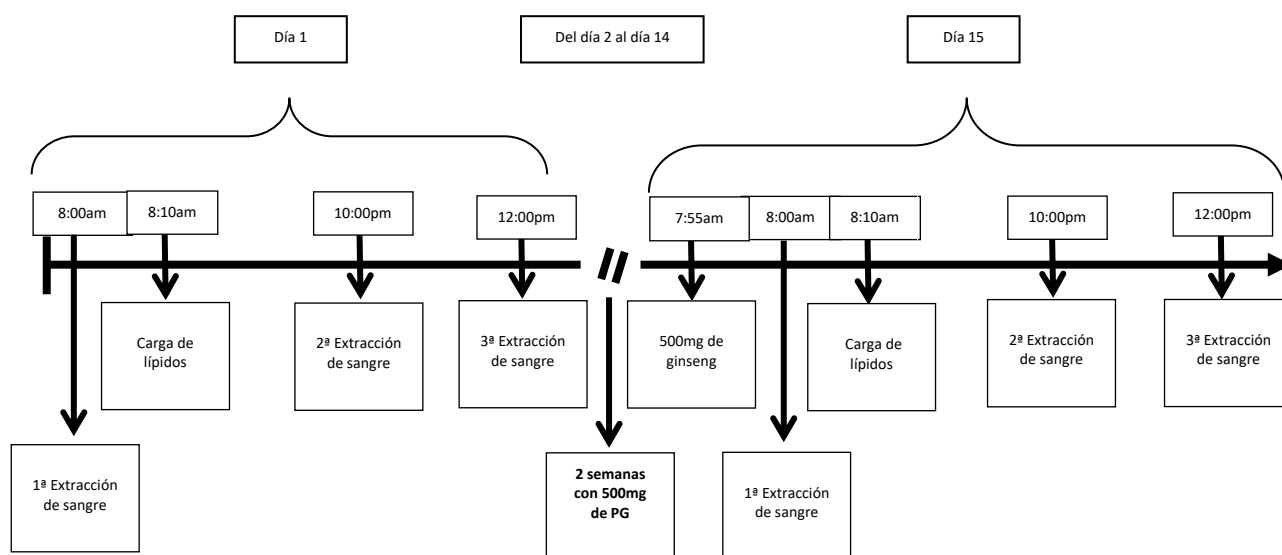 Día 1
Del día 2 al día 14
Día 15
8:00am
8:10am
10:00pm
12:00pm
7:55am
8:00am
8:10am
10:00pm
12:00pm
Carga de
lípidos
2ª Extracción
de sangre
3ª Extracción
de sangre
500mg de
ginseng
Carga de
lípidos
2ª Extracción
de sangre
3ª Extracción
de sangre
1ª Extracción
de sangre
2 semanas
con 500mg
de PG
1ª Extracción
de sangre